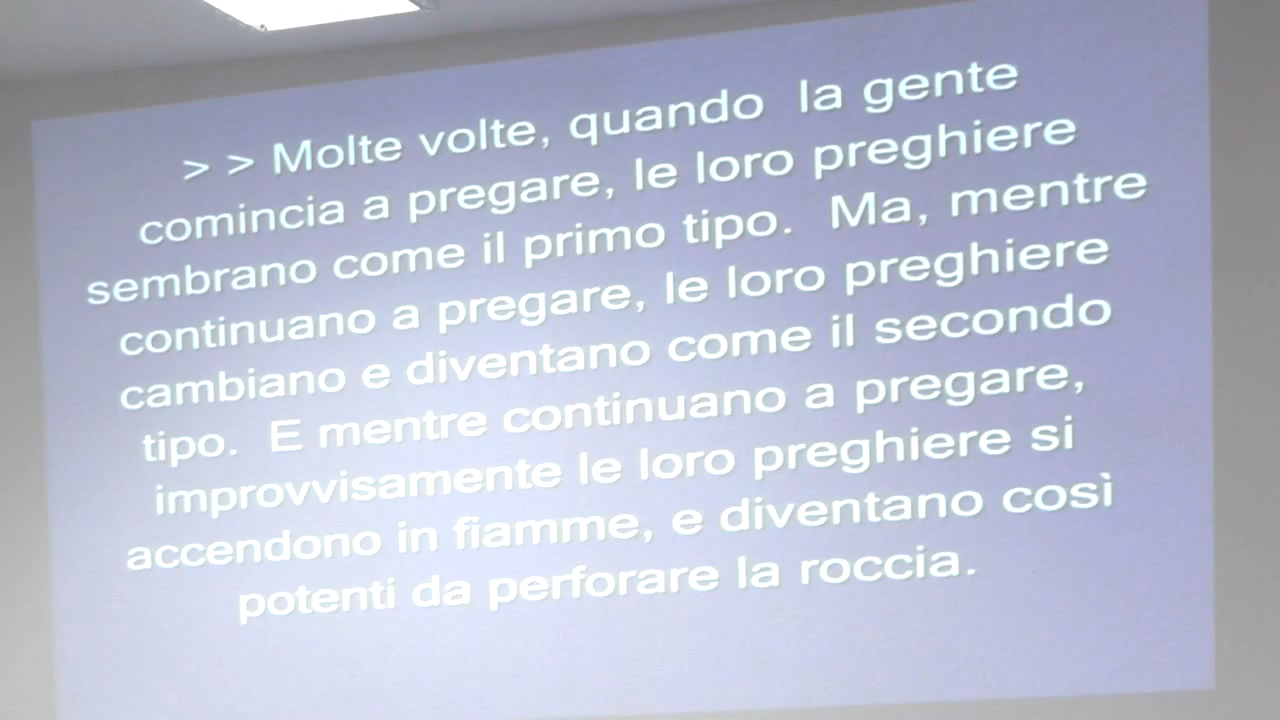 > > Molte volte, quando la gente
comincia a pregare, le loro preghiere
sembrano come il primo tipo. Ma, mentre
continuano a pregare, le loro preghiere
cambiano e diventano come il secondo
tipo. E mentre continuano a pregare,
improvvisamente le loro preghiere si
accendono in fiamme, e diventano così
potenti da perforare la roccia.